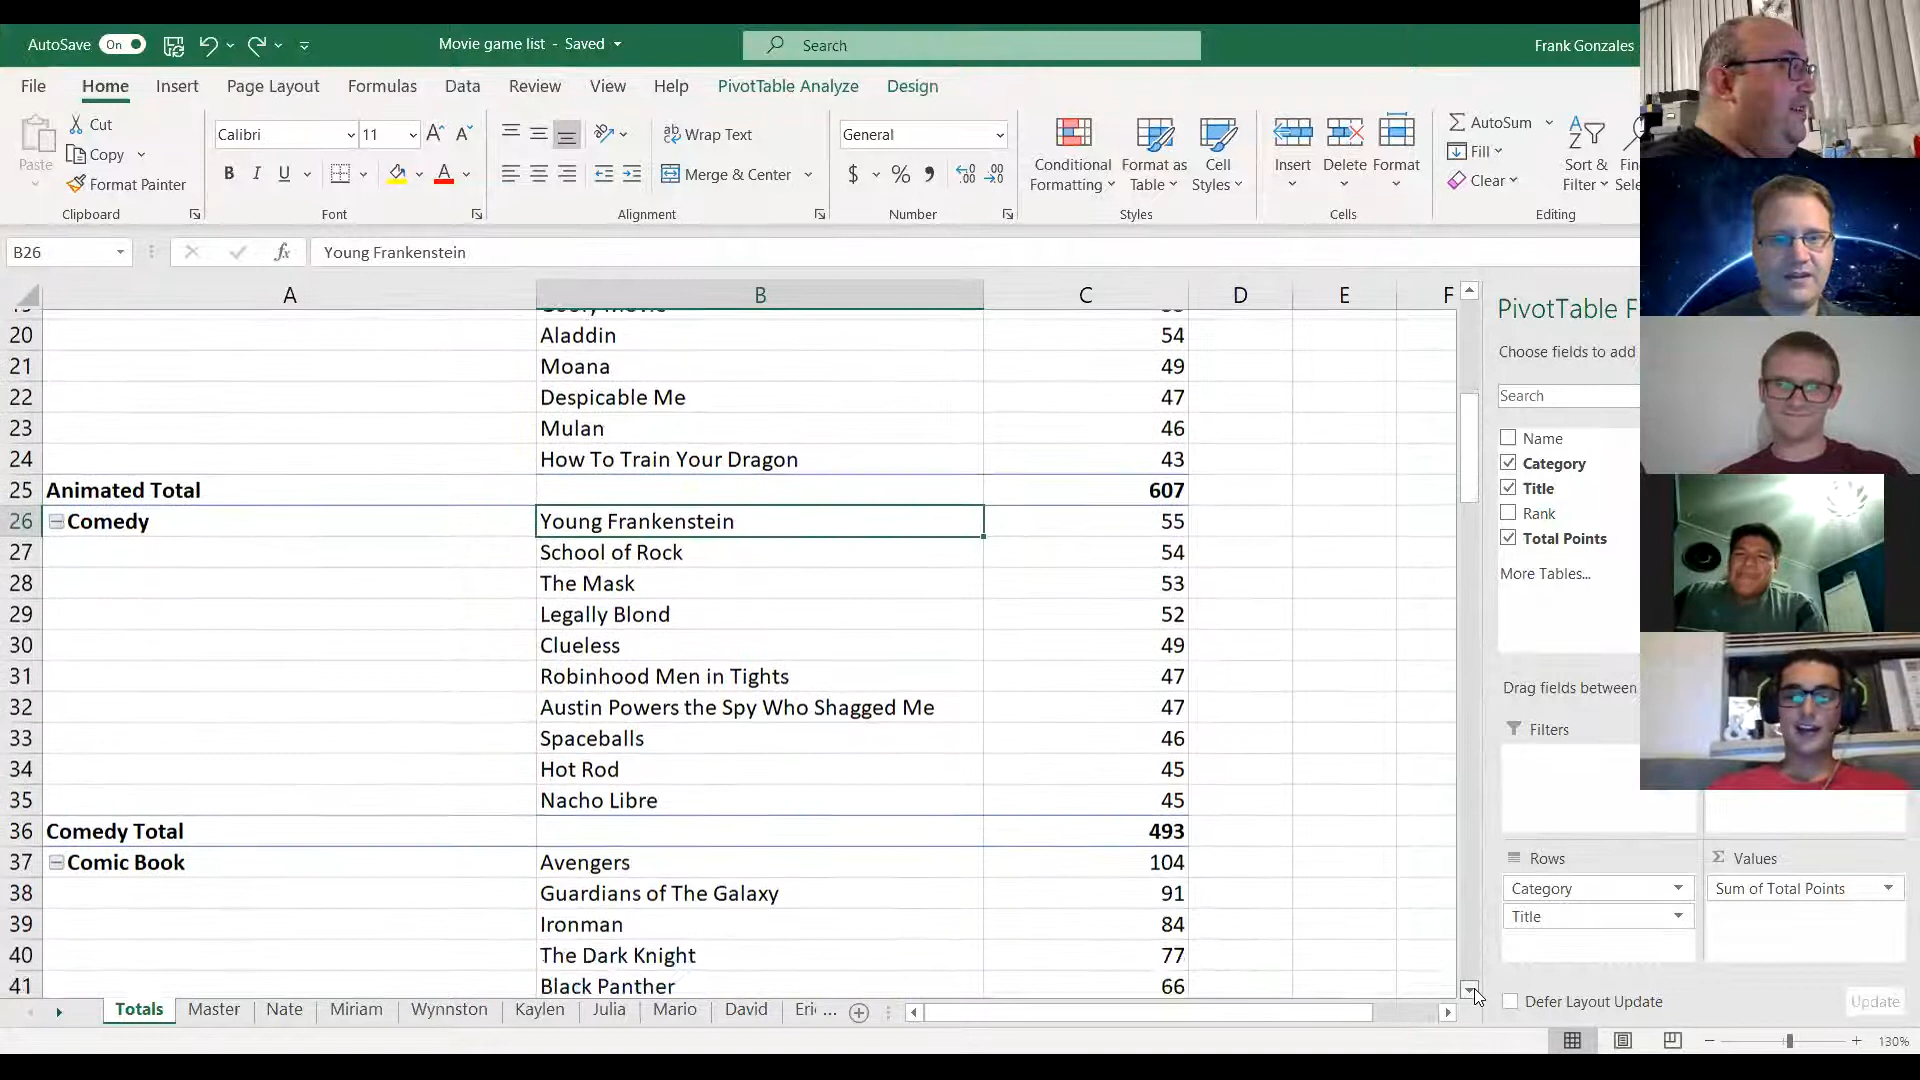 AutoSave On Movie game list - Saved Search Frank Gonzales
File Home Insert Page Layout Formulas Data Review View Help PivotTable Analyze Design
Paste
Cut
Copy
Format Painter
Clipboard
Calibri 11
B I U
Font
Wrap Text
Merge & Center
Alignment
General
$ % 9
Number
Conditional Formatting
Format as Table
Cell Styles
Styles
Insert Delete Format
Cells
AutoSum
Fill
Clear
Sort & Filter
Editing
B26 fx Young Frankenstein
A B C D E F
20 Aladdin 54
21 Moana 49
22 Despicable Me 47
23 Mulan 46
24 How To Train Your Dragon 43
25 Animated Total 607
26 Comedy Young Frankenstein 55
27 School of Rock 54
28 The Mask 53
29 Legally Blond 52
30 Clueless 49
31 Robinhood Men in Tights 47
32 Austin Powers the Spy Who Shagged Me 47
33 Spaceballs 46
34 Hot Rod 45
35 Nacho Libre 45
36 Comedy Total 493
37 Comic Book Avengers 104
38 Guardians of The Galaxy 91
39 Ironman 84
40 The Dark Knight 77
41 Black Panther 66
PivotTable F
Choose fields to add
Search
Name
Category
Title
Rank
Total Points
More Tables...
Drag fields between
Filters
Rows
Category
Title
Σ Values
Sum of Total Points
Defer Layout Update Update
Totals Master Nate Miriam Wynnston Kaylen Julia Mario David Eri ...
130%